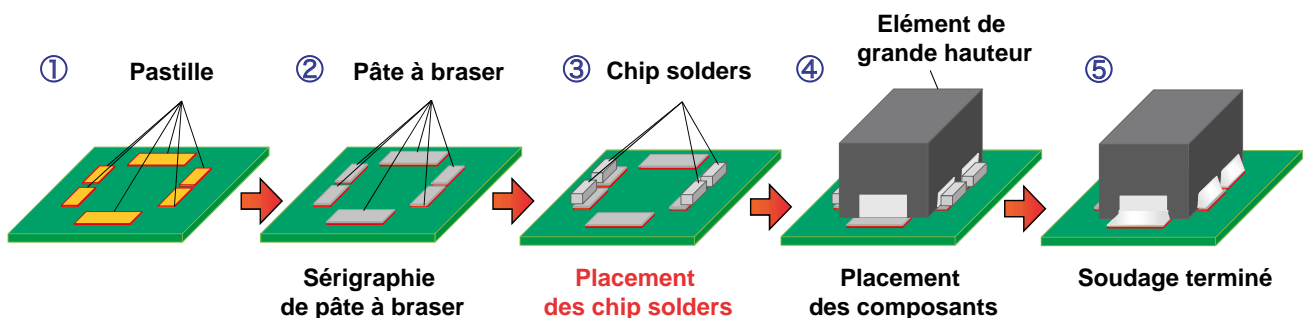 ① Pastille
② Pâte à braser
③ Chip solders
④ Elément de
grande hauteur
⑤
Sérigraphie
de pâte à braser
Placement
des chip solders
Placement
des composants
Soudage terminé